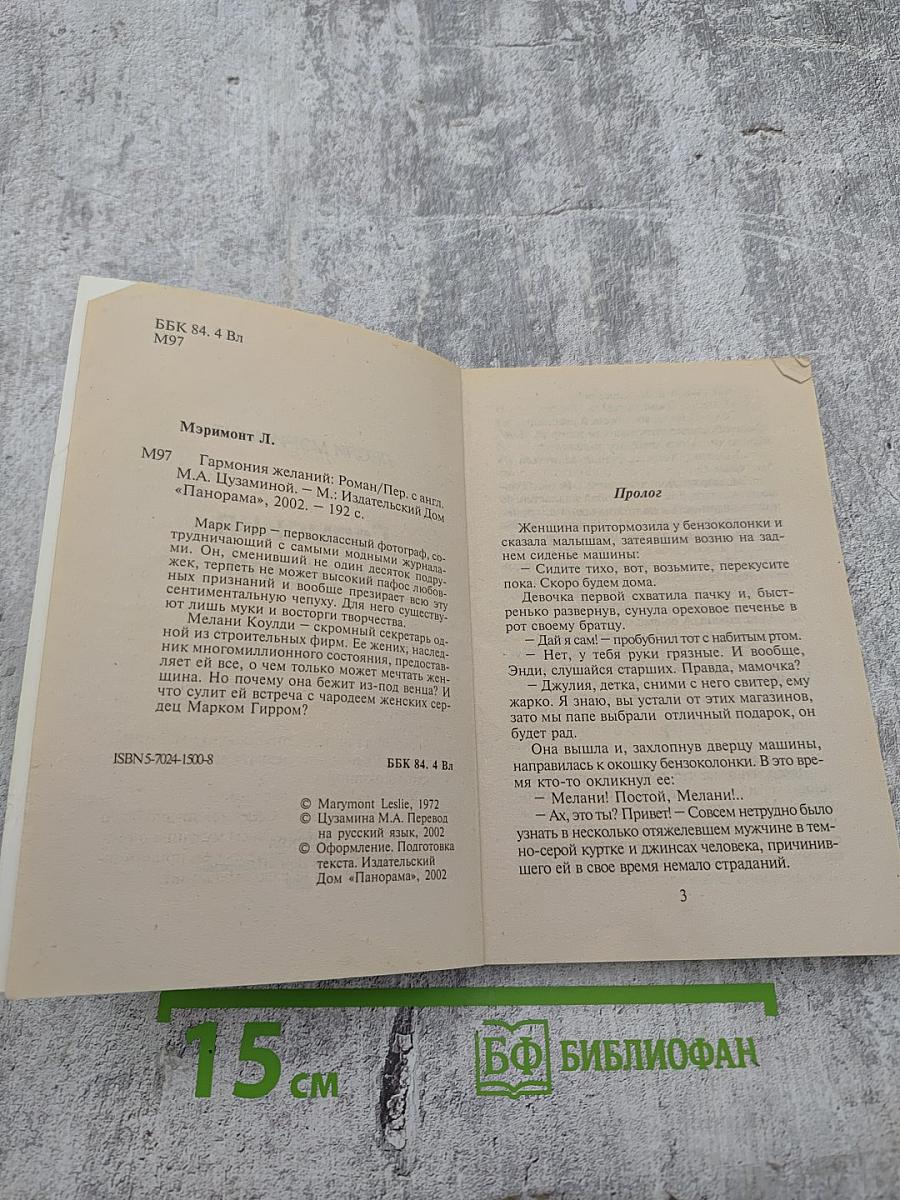 ББК 84. 4 Вл
М97
Мэримонт Л.
М97 Гармония желаний: Роман/Пер. с англ.
М.А. Цузаминой. – М.: Издательский Дом
«Панорама», 2002. – 192 с.
Марк Гирр – первоклассный фотограф, со-
трудничающий с самыми модными журнала-
ми. Он, сменивший не один десяток подру-
жек, терпеть не может высокий пафос любов-
ных признаний и вообще презирает всю эту
сентиментальную чепуху. Для него существу-
ют лишь муки и восторги творчества.
Мелани Коулди – скромный секретарь од-
ной из строительных фирм. Ее жених, наслед-
ник многомиллионного состояния, предостав-
ляет ей все, о чем только может мечтать жен-
щина. Но почему она бежит из-под венца? И
что сулит ей встреча с чародеем женских сер-
дец Марком Гирром?
ISBN 5-7024-1500-8
ББК 84. 4 Вл
© Marymont Leslie, 1972
© Цузамина М.А. Перевод
на русский язык, 2002
© Оформление. Подготовка
текста. Издательский
Дом «Панорама», 2002
Пролог
Женщина притормозила у бензоколонки и
сказала малышам, затеявшим возню на зад-
нем сиденье машины:
– Сидите тихо, вот, возьмите, перекусите
пока. Скоро будем дома.
Девочка первой схватила пачку и, быст-
ренько развернув, сунула ореховое печенье в
рот своему братцу.
– Дай я сам! – пробубнил тот с набитым ртом.
– Нет, у тебя руки грязные. И вообще,
Энди, слушайся старших. Правда, мамочка?
– Джулия, детка, сними с него свитер, ему
жарко. Я знаю, вы устали от этих магазинов,
зато мы папе выбрали отличный подарок, он
будет рад.
Она вышла и, захлопнув дверцу машины,
направилась к окошку бензоколонки. В это вре-
мя кто-то окликнул ее:
– Мелани! Постой, Мелани!..
– Ах, это ты? Привет! – Совсем нетрудно было
узнать в несколько отяжелевшем мужчине в тем-
но-серой куртке и джинсах человека, причинив-
шего ей в свое время немало страданий.
3
15 см
БФ БИБЛИОФАН